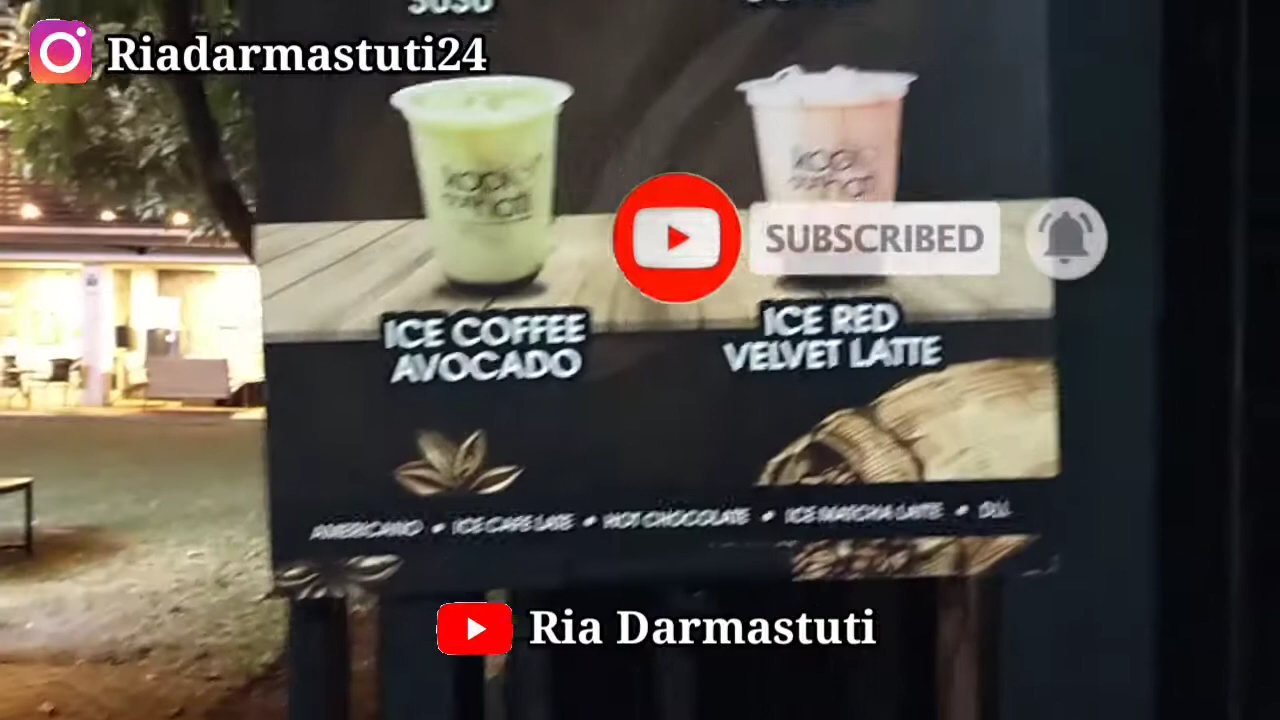 SUSU
Riadarmastuti24
SUBSCRIBED
ICE COFFEE
AVOCADO
ICE RED
VELVET LATTE
AMERICANO • ICE CAFE LATE • HOT CHOCOLATE • ICE MATCHA LATTE • DLL
Ria Darmastuti